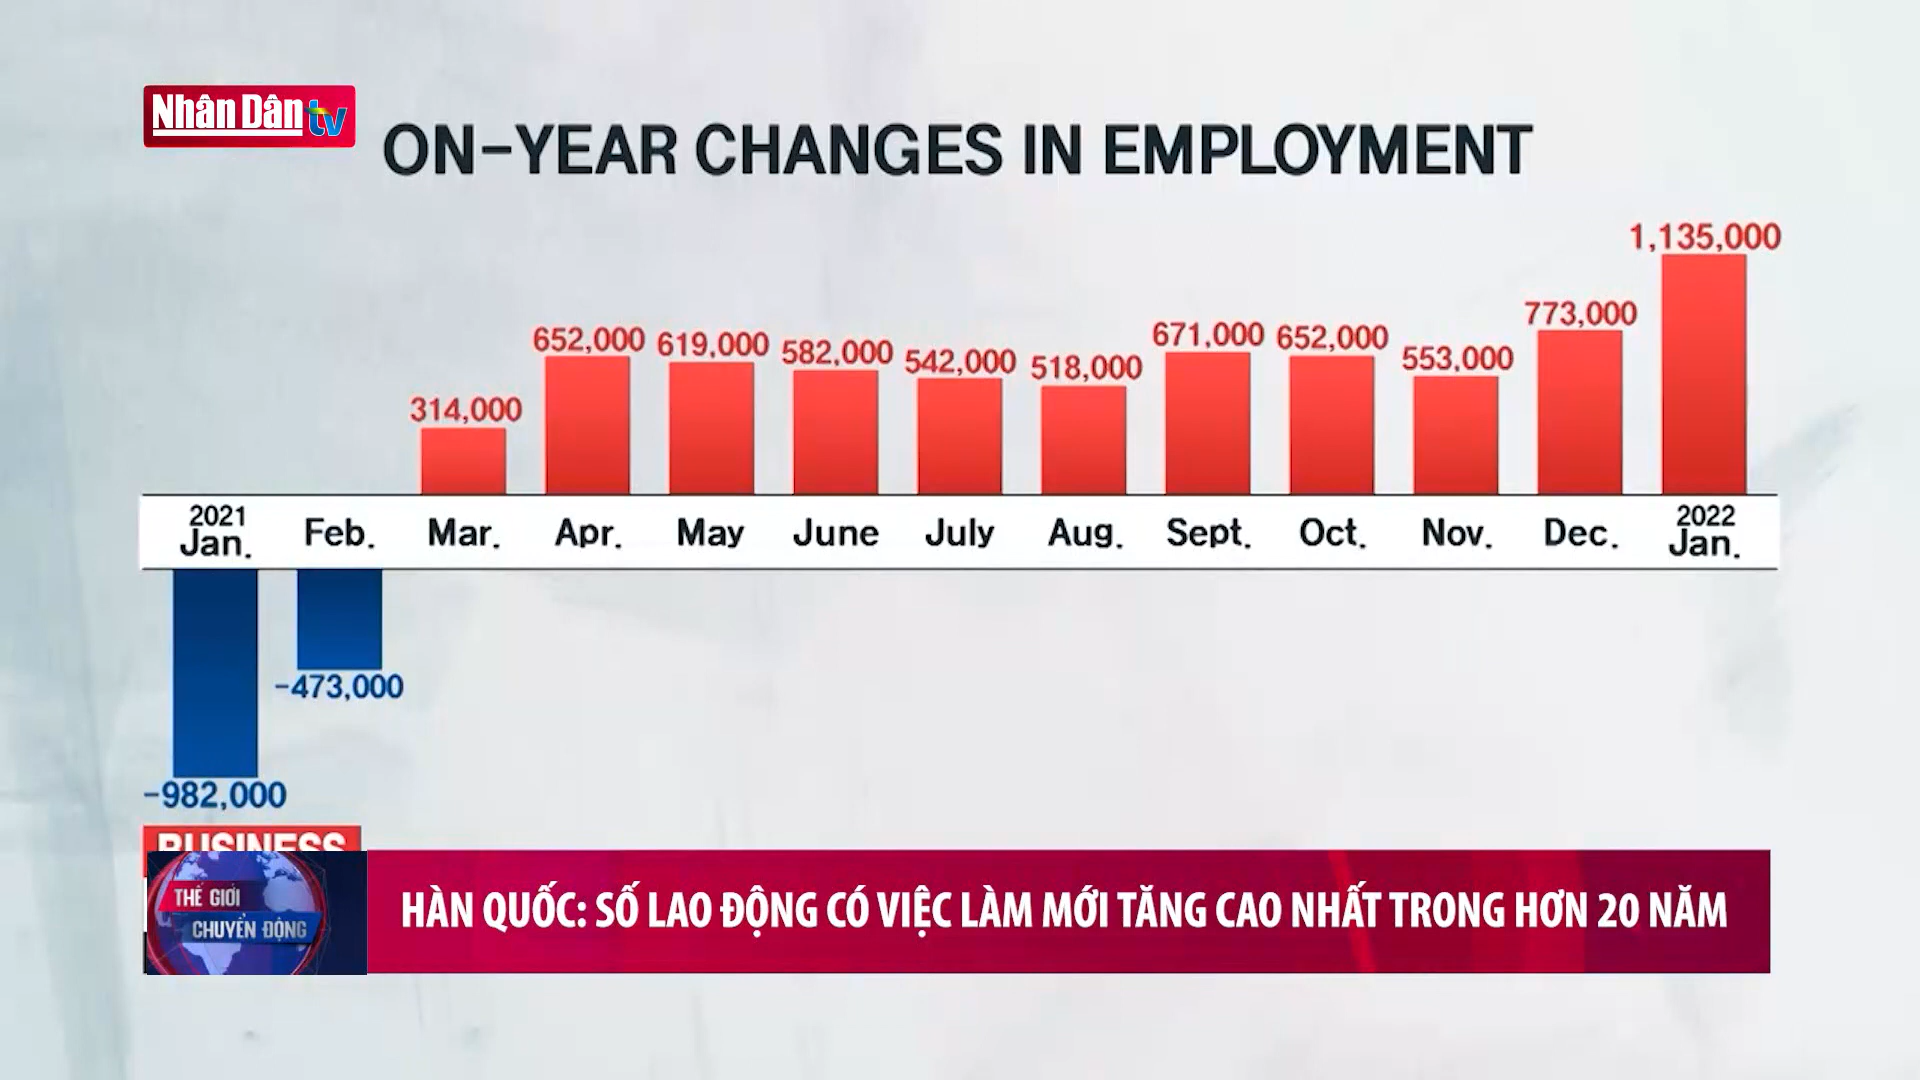 Nhân Dân tv
ON-YEAR CHANGES IN EMPLOYMENT
1,135,000
773,000
652,000 619,000 582,000 542,000 518,000 671,000 652,000 553,000
314,000
2021 Jan. Feb. Mar. Apr. May June July Aug. Sept. Oct. Nov. Dec. 2022 Jan.
-473,000
-982,000
BUSINESS
THẾ GIỚI
CHUYỂN ĐỘNG
HÀN QUỐC: SỐ LAO ĐỘNG CÓ VIỆC LÀM MỚI TĂNG CAO NHẤT TRONG HƠN 20 NĂM